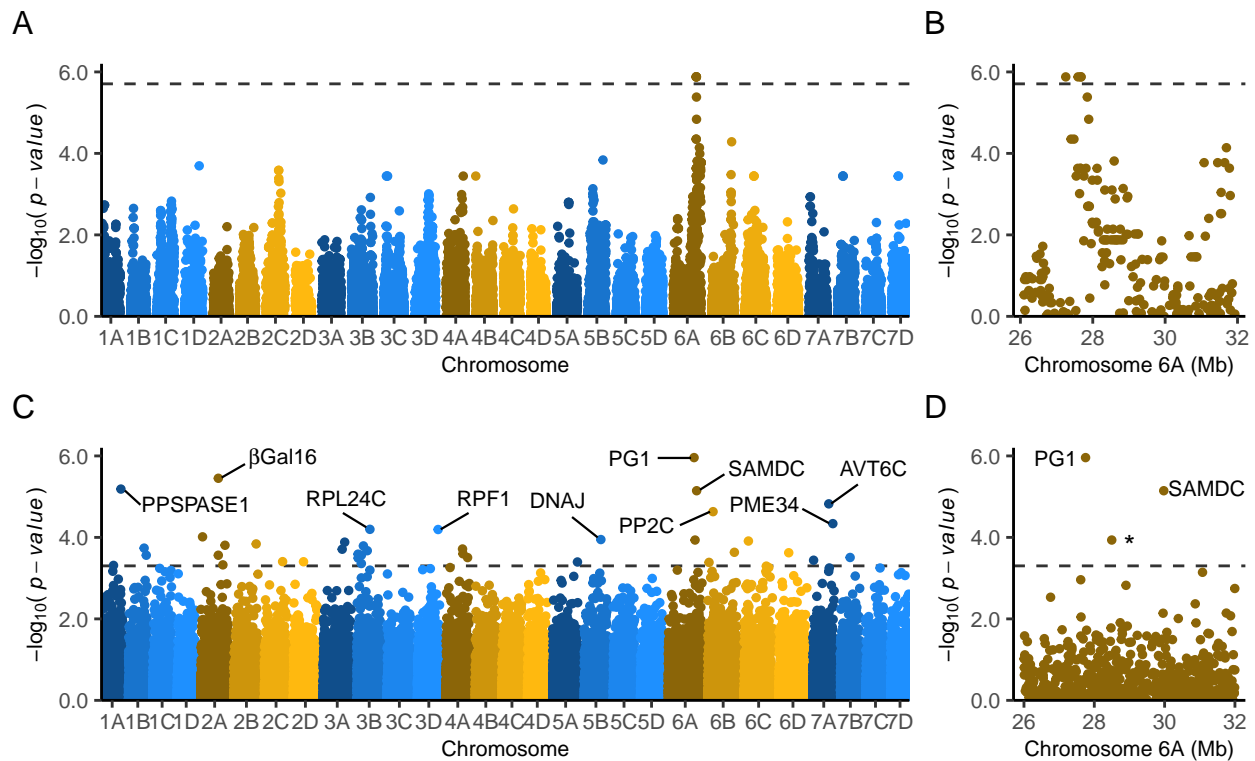 A
B
6.0
4.0
2.0
0.0
−log10( p − value )
1A 1B 1C 1D 2A 2B 2C 2D 3A 3B 3C 3D 4A 4B 4C 4D 5A 5B 5C 5D 6A 6B 6C 6D 7A 7B 7C 7D
Chromosome
6.0
4.0
2.0
0.0
−log10( p − value )
26 28 30 32
Chromosome 6A (Mb)
C
D
6.0
4.0
2.0
0.0
−log10( p − value )
PPSPASE1
βGal16
RPL24C
RPF1
DNAJ
PG1
SAMDC
PP2C
PME34
AVT6C
1A 1B 1C 1D 2A 2B 2C 2D 3A 3B 3C 3D 4A 4B 4C 4D 5A 5B 5C 5D 6A 6B 6C 6D 7A 7B 7C 7D
Chromosome
6.0
4.0
2.0
0.0
−log10( p − value )
PG1
SAMDC
*
26 28 30 32
Chromosome 6A (Mb)